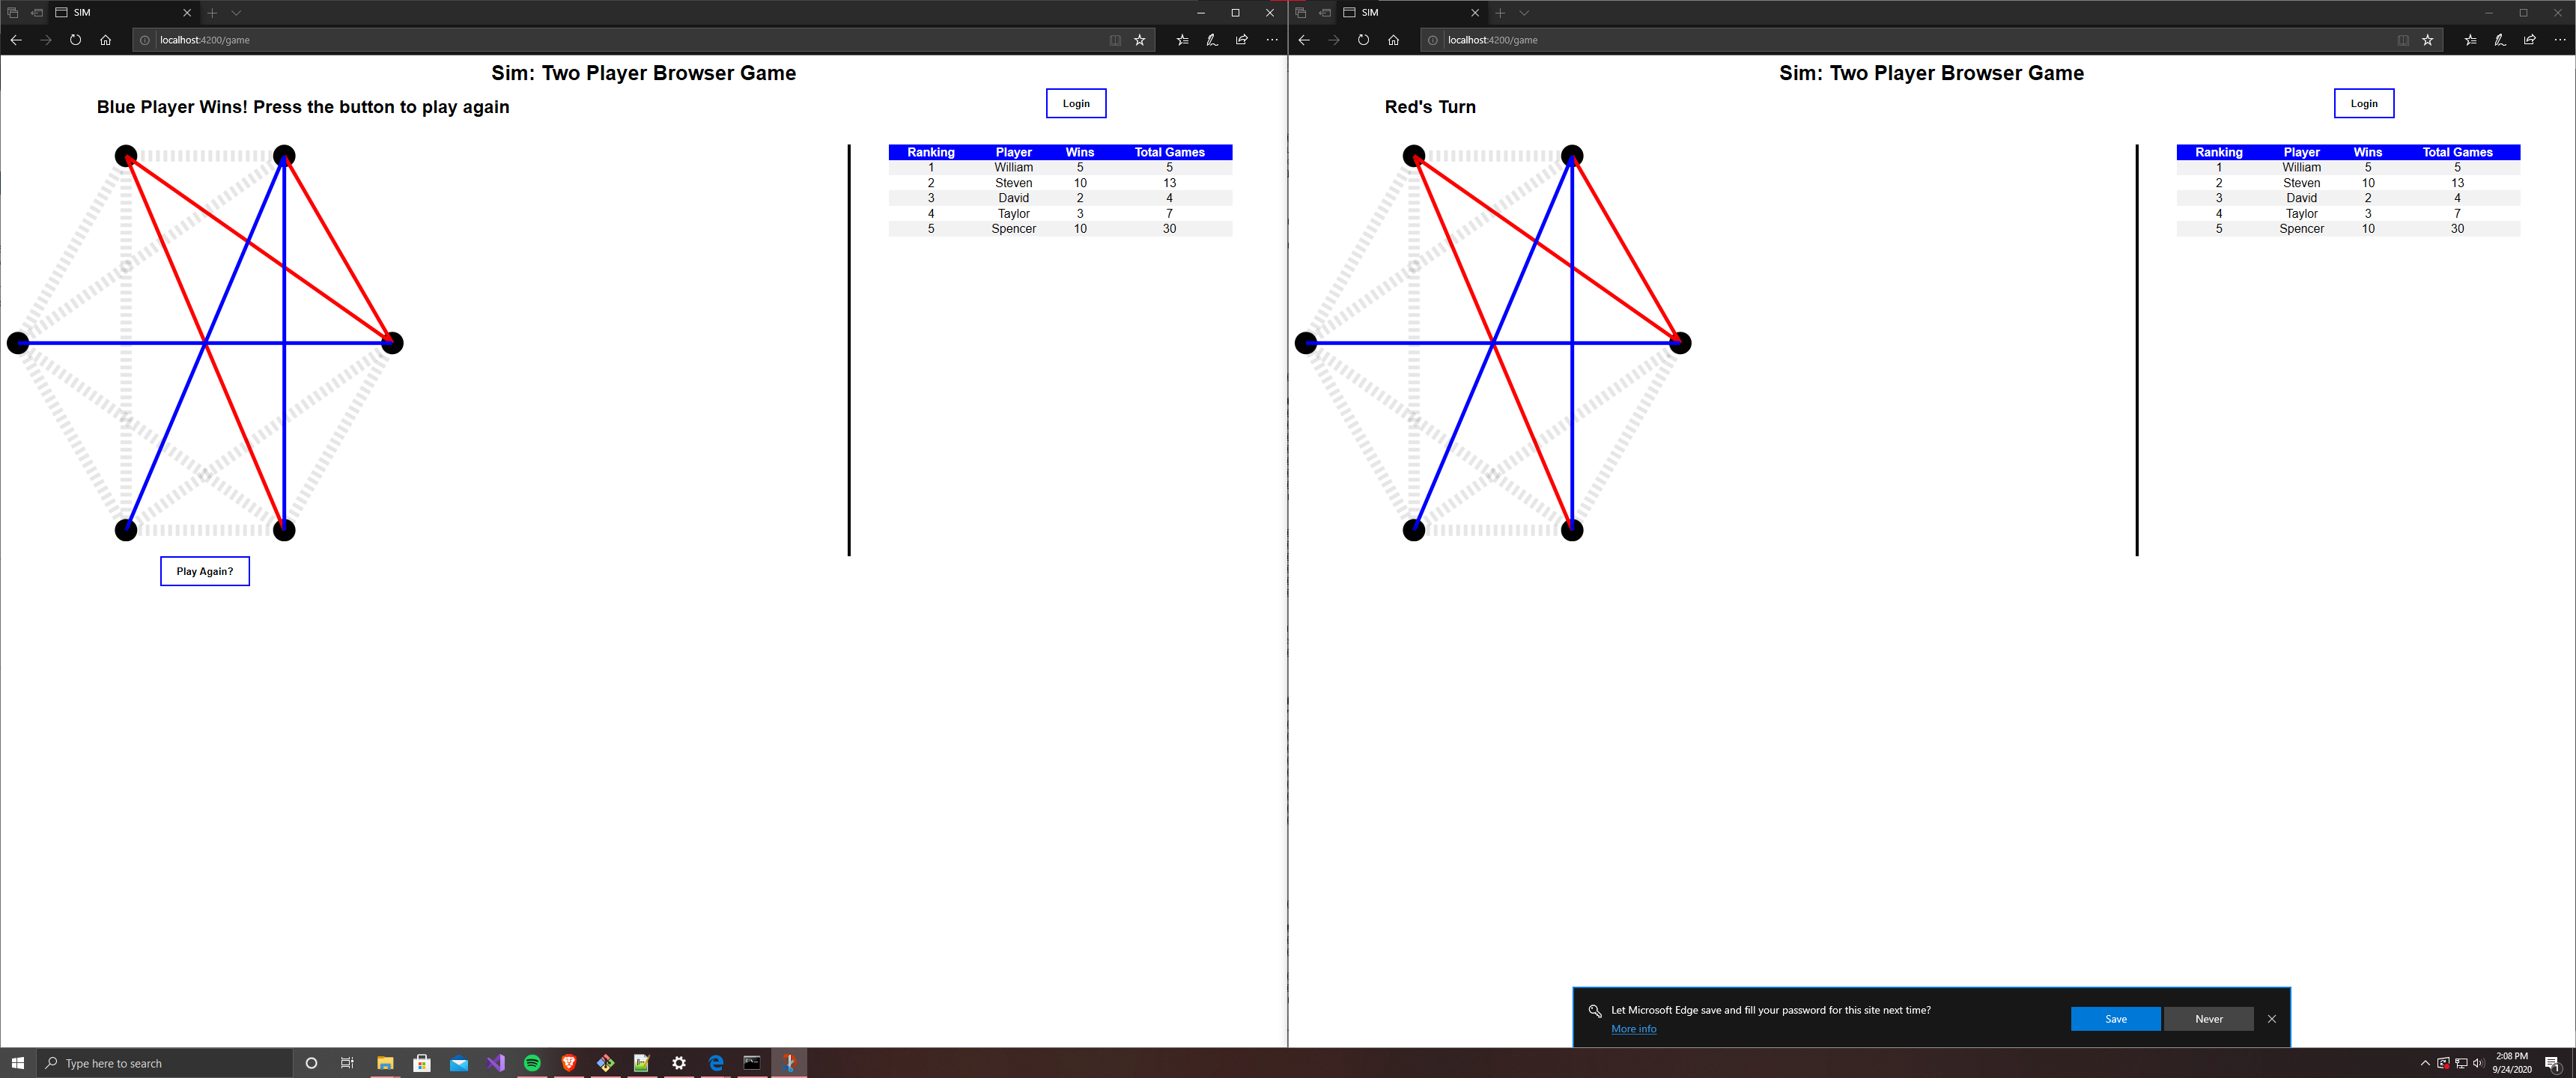 SIM
localhost:4200/game
Sim: Two Player Browser Game
Blue Player Wins! Press the button to play again
Login
Ranking Player Wins Total Games
1 William 5 5
2 Steven 10 13
3 David 2 4
4 Taylor 3 7
5 Spencer 10 30
Play Again?
SIM
localhost:4200/game
Sim: Two Player Browser Game
Red's Turn
Login
Ranking Player Wins Total Games
1 William 5 5
2 Steven 10 13
3 David 2 4
4 Taylor 3 7
5 Spencer 10 30
Let Microsoft Edge save and fill your password for this site next time?
More info
Save
Never
Type here to search
2:08 PM
9/24/2020
1